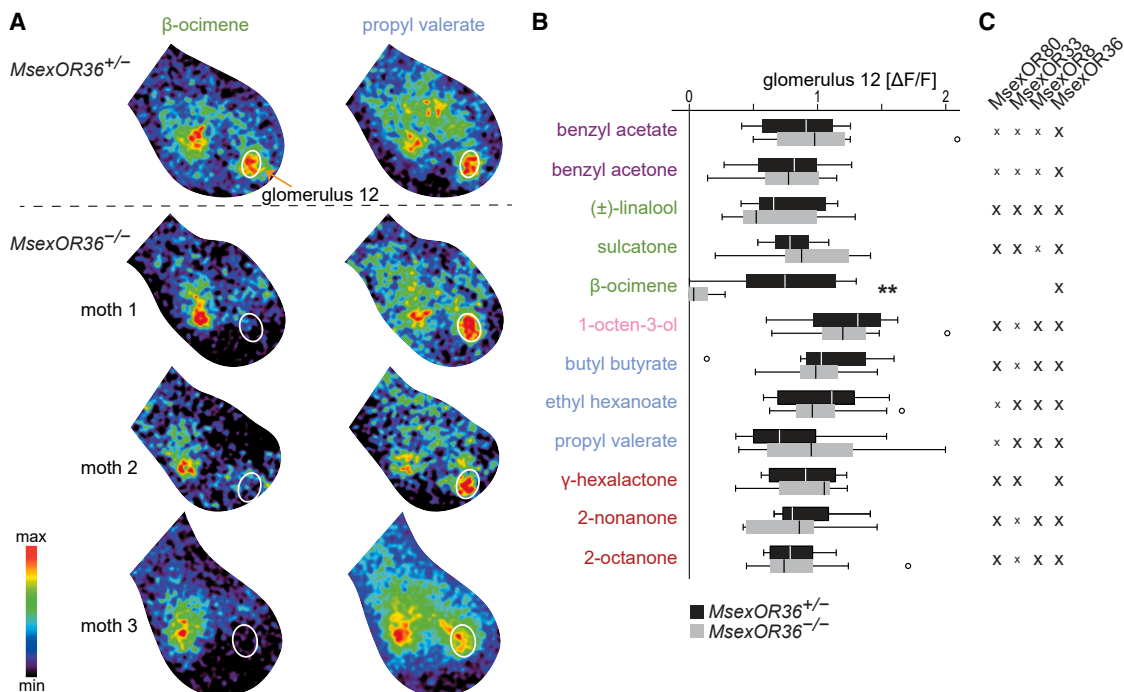 A
β-ocimene
propyl valerate
MsexOR36+/−
glomerulus 12
MsexOR36−/−
moth 1
moth 2
moth 3
max
min
B
glomerulus 12 [ΔF/F]
0 1 2
benzyl acetate
benzyl acetone
(±)-linalool
sulcatone
β-ocimene
**
1-octen-3-ol
butyl butyrate
ethyl hexanoate
propyl valerate
γ-hexalactone
2-nonanone
2-octanone
MsexOR36+/−
MsexOR36−/−
C
MsexOR80
MsexOR33
MsexOR8
MsexOR36
x x x X
x x x X
X X X X
X X x X
X
X x X X
X x X X
x X X X
x X X X
X X X
X x X X
X x X X